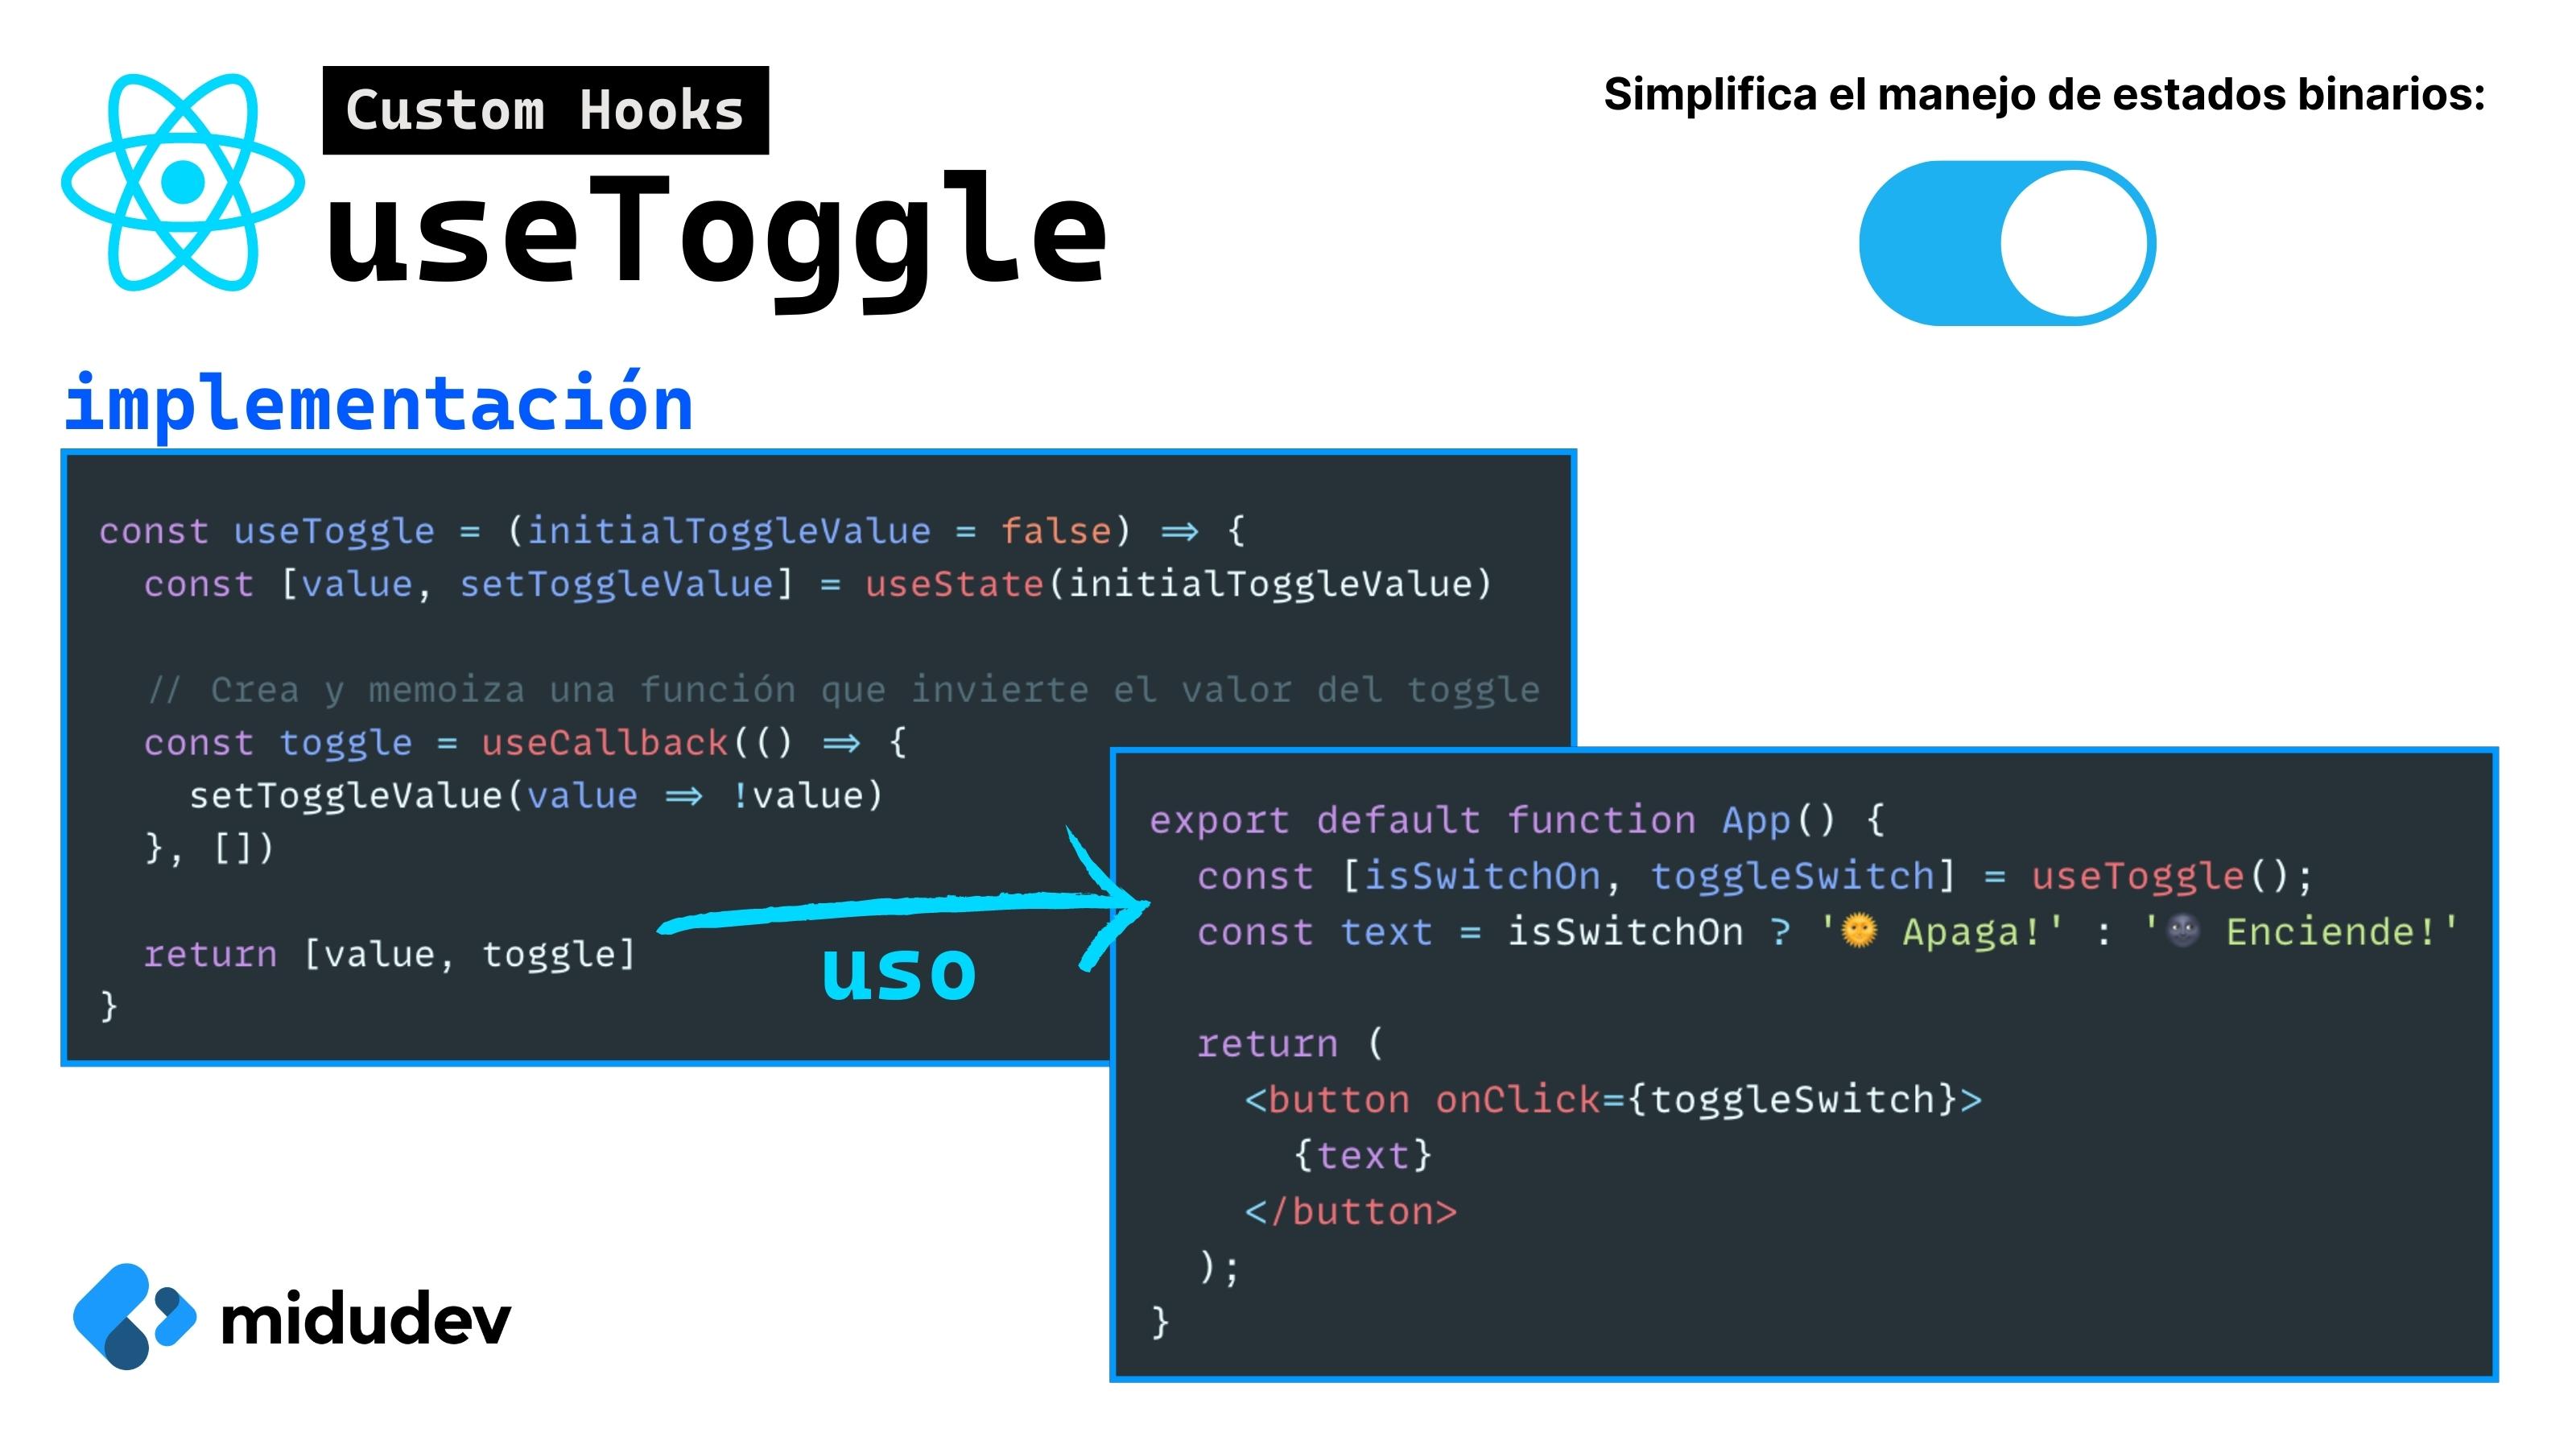 Custom Hooks
useToggle
Simplifica el manejo de estados binarios:
implementación
const useToggle = (initialToggleValue = false) => {
  const [value, setToggleValue] = useState(initialToggleValue)

  // Crea y memoiza una función que invierte el valor del toggle
  const toggle = useCallback(() => {
    setToggleValue(value => !value)
  }, [])

  return [value, toggle]
}
uso
export default function App() {
  const [isSwitchOn, toggleSwitch] = useToggle();
  const text = isSwitchOn ? '🌞 Apaga!' : '🌚 Enciende!'

  return (
    <button onClick={toggleSwitch}>
      {text}
    </button>
  );
}
midudev